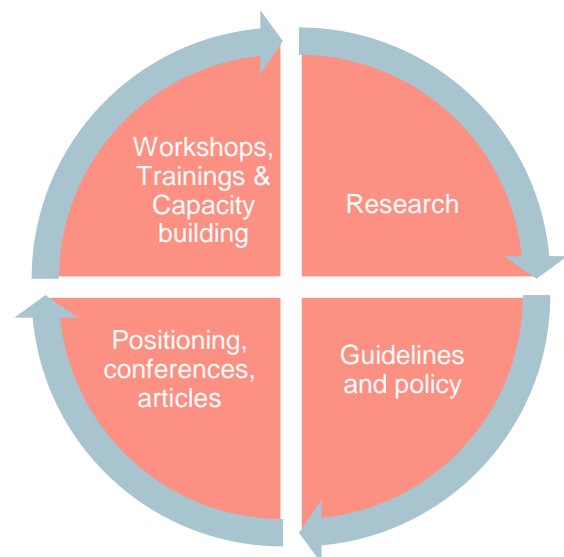 Workshops,
Trainings &
Capacity
building
Research
Positioning,
conferences,
articles
Guidelines
and policy